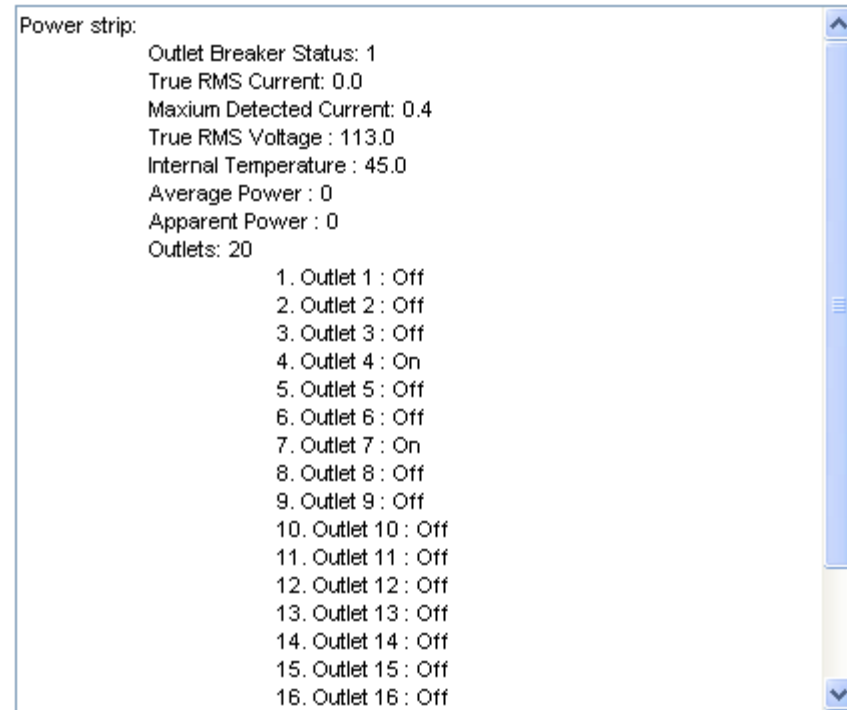 Power strip:
Outlet Breaker Status: 1
True RMS Current: 0.0
Maxium Detected Current: 0.4
True RMS Voltage : 113.0
Internal Temperature : 45.0
Average Power : 0
Apparent Power : 0
Outlets: 20
1. Outlet 1 : Off
2. Outlet 2 : Off
3. Outlet 3 : Off
4. Outlet 4 : On
5. Outlet 5 : Off
6. Outlet 6 : Off
7. Outlet 7 : On
8. Outlet 8 : Off
9. Outlet 9 : Off
10. Outlet 10 : Off
11. Outlet 11 : Off
12. Outlet 12 : Off
13. Outlet 13 : Off
14. Outlet 14 : Off
15. Outlet 15 : Off
16. Outlet 16 : Off